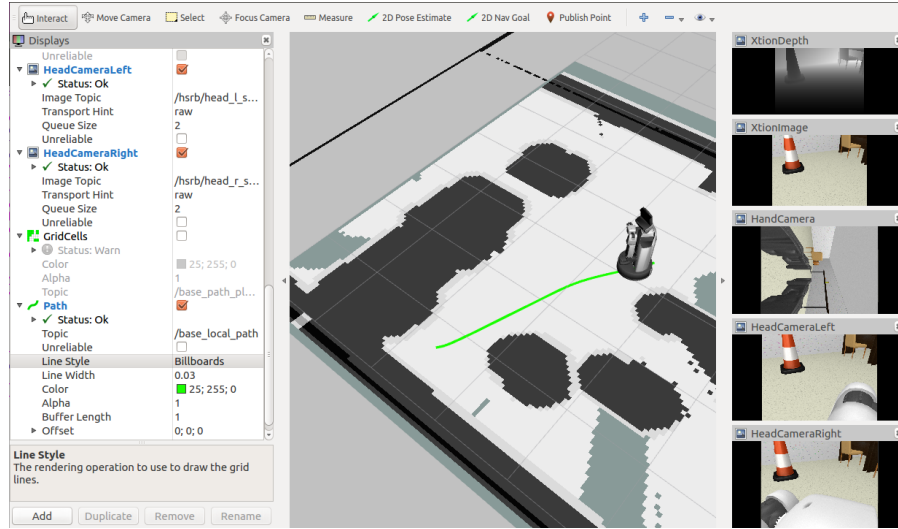 Interact Move Camera Select Focus Camera Measure 2D Pose Estimate 2D Nav Goal Publish Point
Displays
Unreliable
HeadCameraLeft
Status: Ok
Image Topic /hsrb/head_l_s...
Transport Hint raw
Queue Size 2
Unreliable
HeadCameraRight
Status: Ok
Image Topic /hsrb/head_r_s...
Transport Hint raw
Queue Size 2
Unreliable
GridCells
Status: Warn
Color 25; 255; 0
Alpha 1
Topic /base_path_pl...
Path
Status: Ok
Topic /base_local_path
Unreliable
Line Style Billboards
Line Width 0.03
Color 25; 255; 0
Alpha 1
Buffer Length 1
Offset 0; 0; 0
Line Style
The rendering operation to use to draw the grid
lines.
Add Duplicate Remove Rename
XtionDepth
XtionImage
HandCamera
HeadCameraLeft
HeadCameraRight